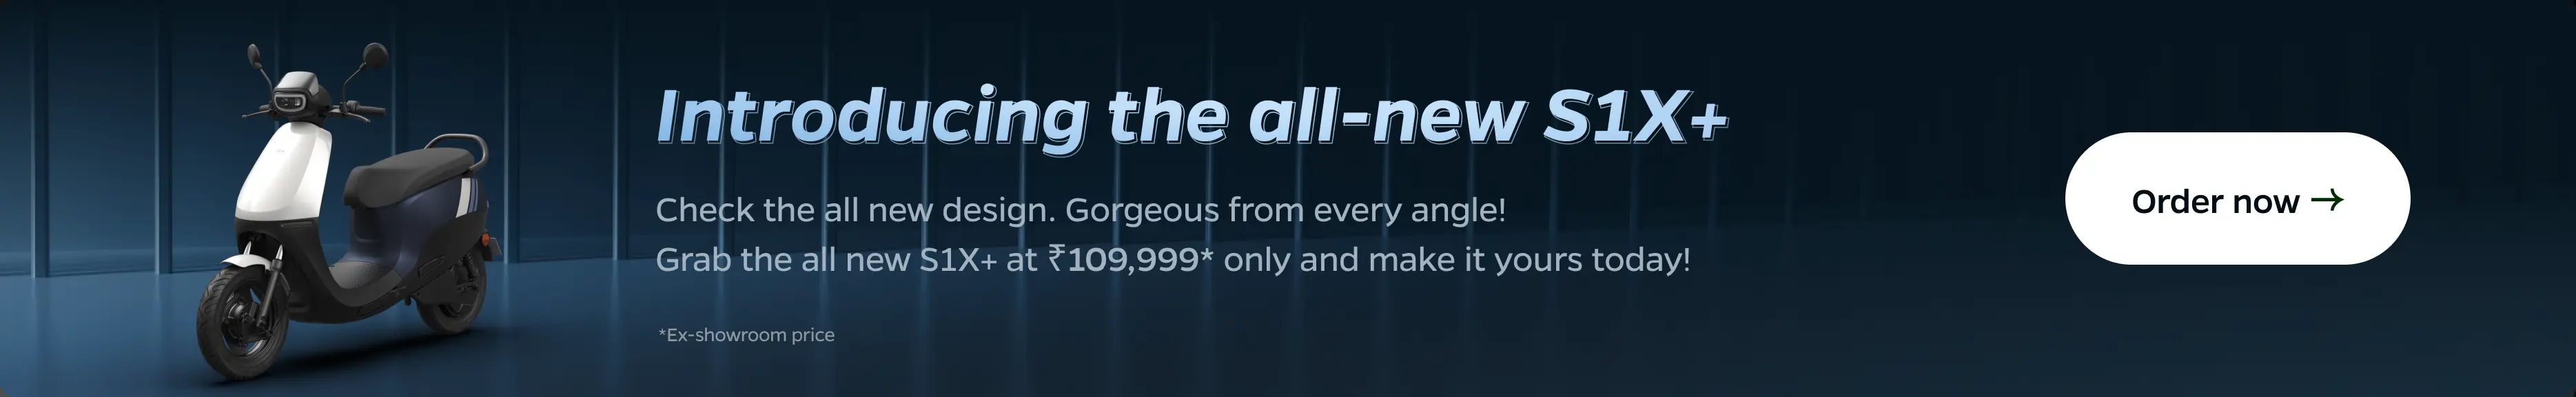 Introducing the all-new S1X+
Check the all new design. Gorgeous from every angle!
Grab the all new S1X+ at ₹109,999* only and make it yours today!
*Ex-showroom price
Order now →